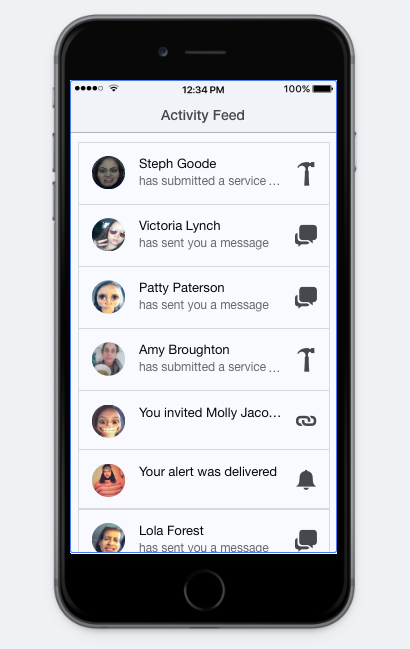 12:34 PM
100%
Activity Feed
Steph Goode
has submitted a service ...
Victoria Lynch
has sent you a message
Patty Paterson
has sent you a message
Amy Broughton
has submitted a service ...
You invited Molly Jaco...
Your alert was delivered
Lola Forest
has sent you a message